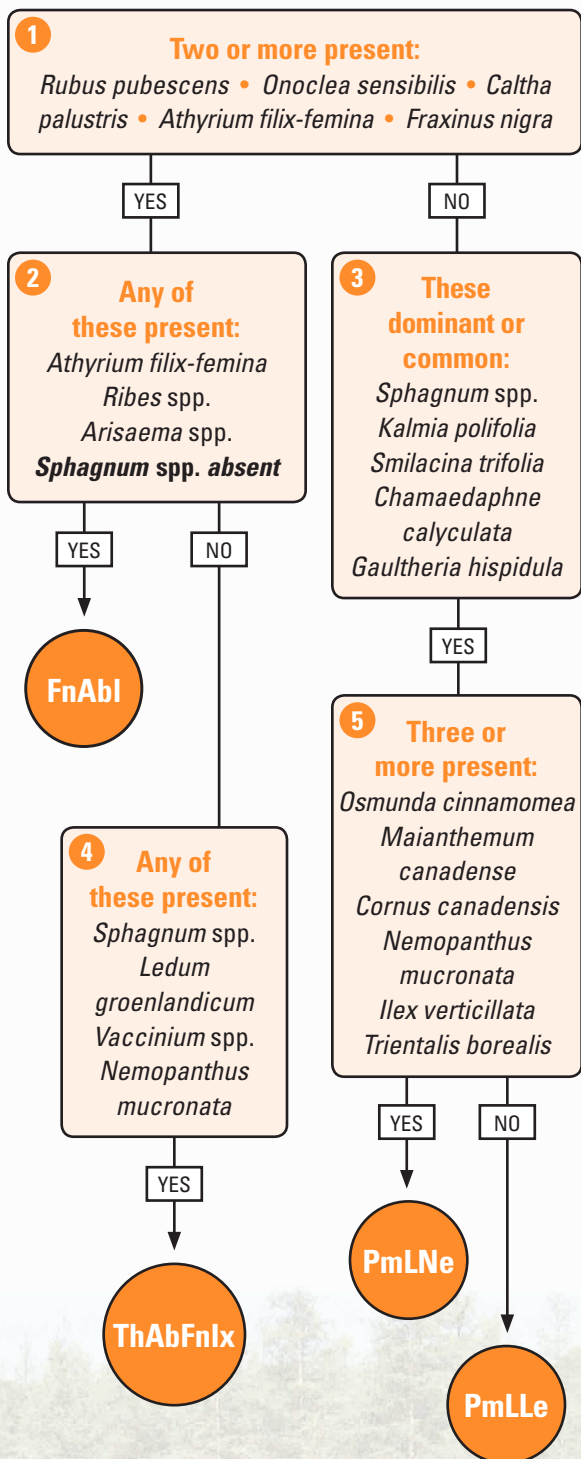 1
Two or more present:
Rubus pubescens • Onoclea sensibilis • Caltha
palustris • Athyrium filix-femina • Fraxinus nigra
YES
NO
2
Any of
these present:
Athyrium filix-femina
Ribes spp.
Arisaema spp.
Sphagnum spp. absent
YES
NO
FnAbI
3
These
dominant or
common:
Sphagnum spp.
Kalmia polifolia
Smilacina trifolia
Chamaedaphne
calyculata
Gaultheria hispidula
YES
4
Any of
these present:
Sphagnum spp.
Ledum
groenlandicum
Vaccinium spp.
Nemopanthus
mucronata
YES
ThAbFnIx
5
Three or
more present:
Osmunda cinnamomea
Maianthemum
canadense
Cornus canadensis
Nemopanthus
mucronata
Ilex verticillata
Trientalis borealis
YES
NO
PmLNe
PmLLe